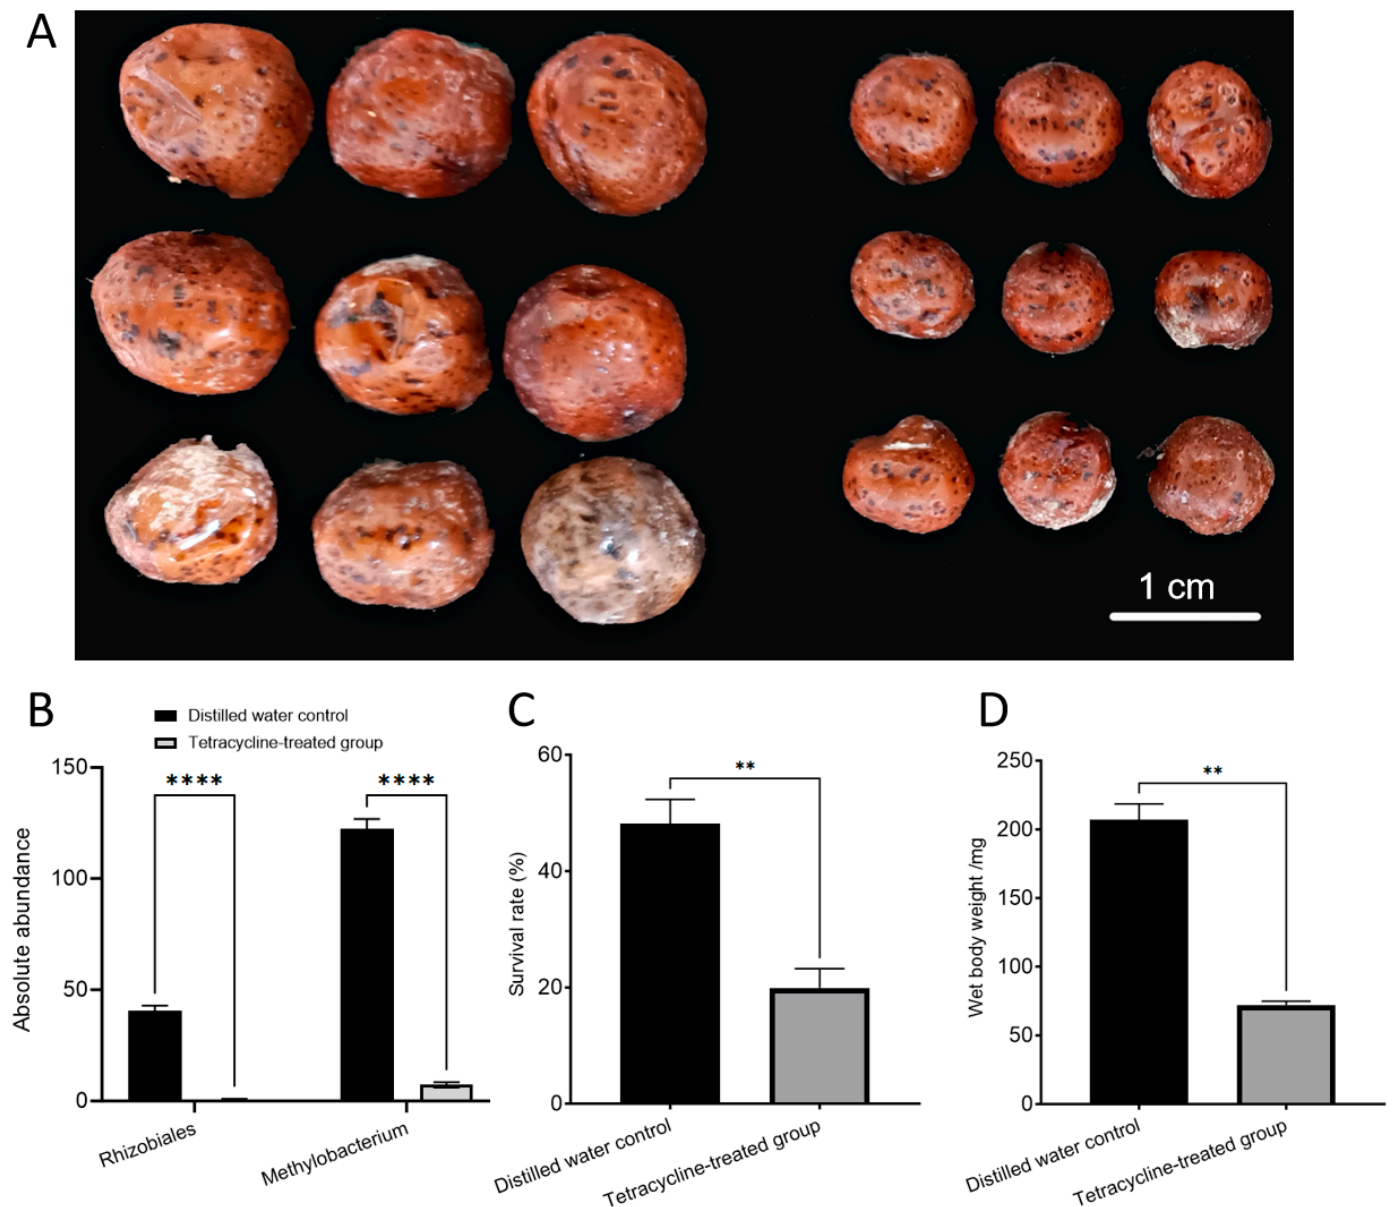 A
1 cm
B
Distilled water control
Tetracycline-treated group
150
100
50
0
Absolute abundance
****
****
Rhizobiales
Methylobacterium
C
60
40
20
0
Survival rate (%)
**
Distilled water control
Tetracycline-treated group
D
250
200
150
100
50
0
Wet body weight /mg
**
Distilled water control
Tetracycline-treated group